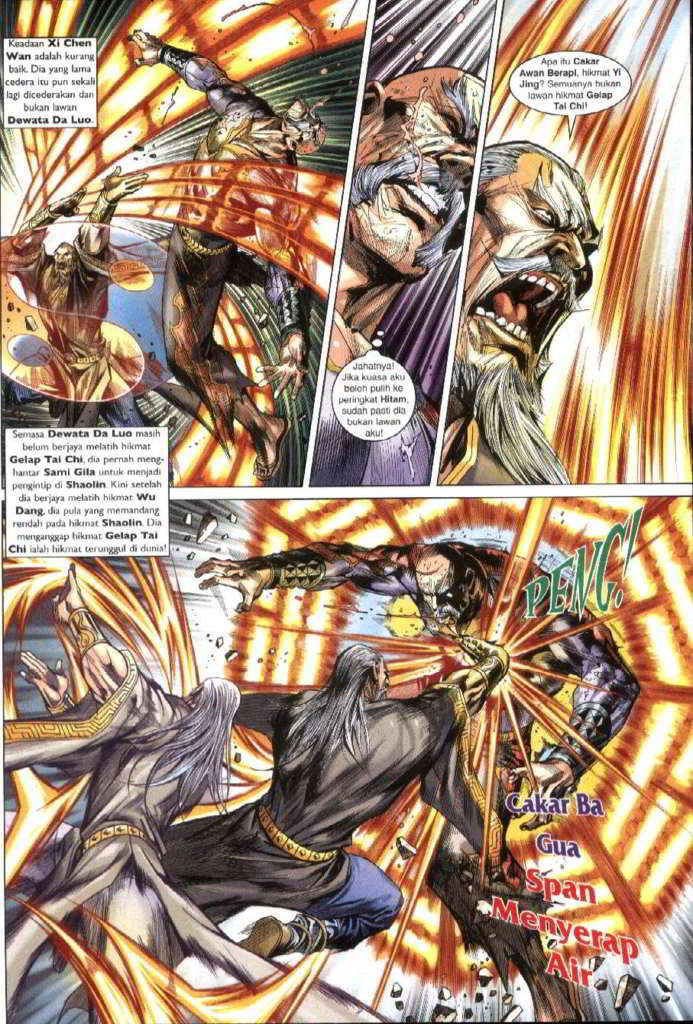 Keadaan Xi Chen
Wan adalah kurang
baik. Dia yang lama
cedera itu pun sekali
lagi dicederakan dan
bukan lawan
Dewata Da Luo.
Apa itu Cakar
Awan Berapi, hikmat Yi
Jing? Semuanya bukan
lawan hikmat Gelap
Tai Chi!
Jahatnya!
Jika kuasa aku
boleh pulih ke
peringkat Hitam,
sudah pasti dia
bukan lawan
aku!
Semasa Dewata Da Luo masih
belum berjaya melatih hikmat
Gelap Tai Chi, dia pernah meng-
hantar Sami Gila untuk menjadi
pengintip di Shaolin. Kini setelah
dia berjaya melatih hikmat Wu
Dang, dia pula yang memandang
rendah pada hikmat Shaolin. Dia
menganggap hikmat Gelap Tai
Chi ialah hikmat terunggul di dunia!
PENG!
Cakar Ba
Gua
Span
Menyerap
Air